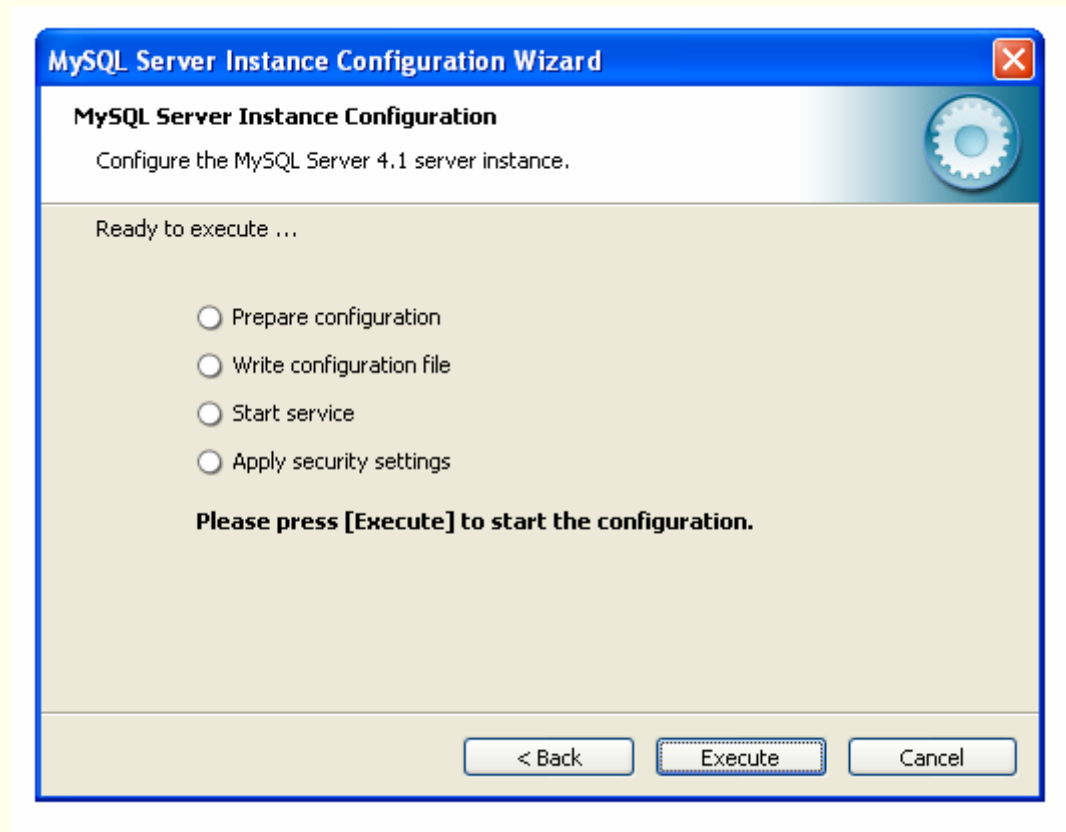 MySQL Server Instance Configuration Wizard
MySQL Server Instance Configuration
Configure the MySQL Server 4.1 server instance.
Ready to execute ...
Prepare configuration
Write configuration file
Start service
Apply security settings
Please press [Execute] to start the configuration.
< Back Execute Cancel